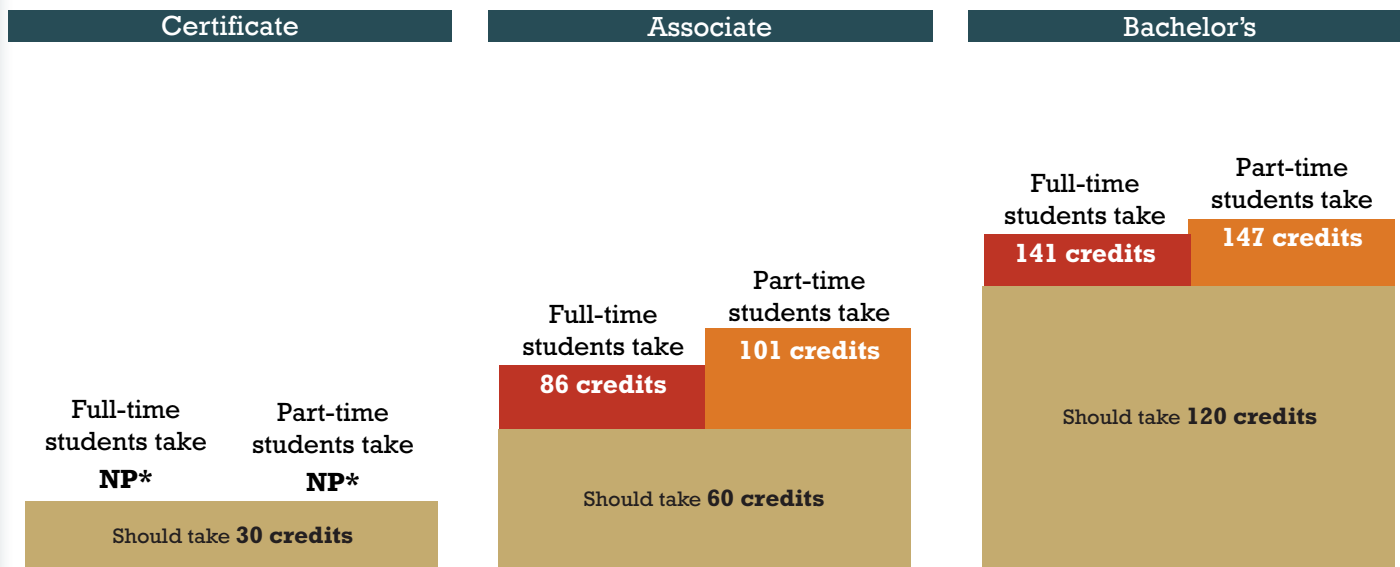 Certificate
Full-time
students take
NP*
Part-time
students take
NP*
Should take 30 credits
Associate
Full-time
students take
86 credits
Part-time
students take
101 credits
Should take 60 credits
Bachelor's
Full-time
students take
141 credits
Part-time
students take
147 credits
Should take 120 credits